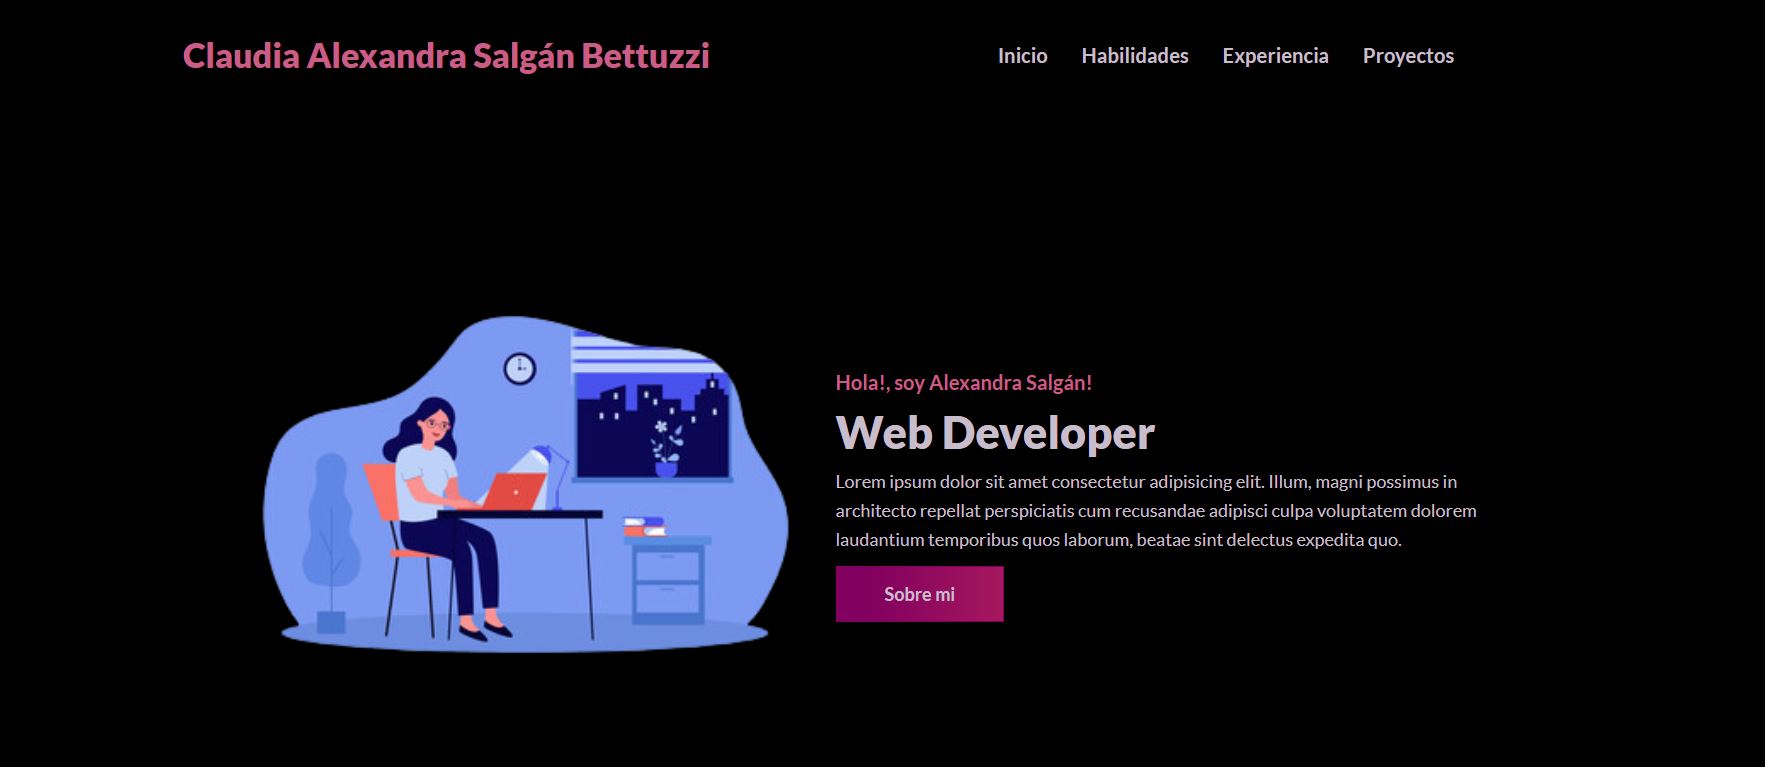 Claudia Alexandra Salgán Bettuzzi
Inicio Habilidades Experiencia Proyectos
Hola!, soy Alexandra Salgán!
Web Developer
Lorem ipsum dolor sit amet consectetur adipisicing elit. Illum, magni possimus in
architecto repellat perspiciatis cum recusandae adipisci culpa voluptatem dolorem
laudantium temporibus quos laborum, beatae sint delectus expedita quo.
Sobre mi